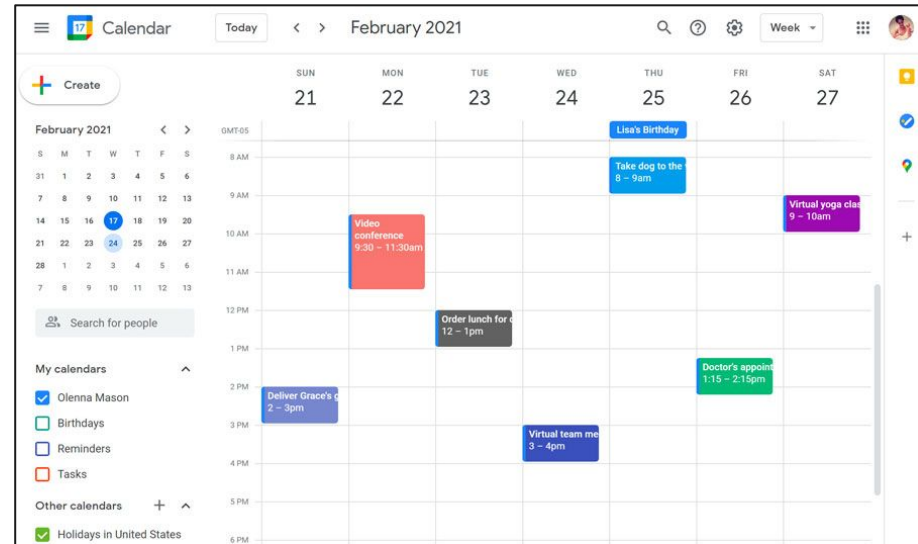 17 Calendar Today February 2021 Week
Create
SUN MON TUE WED THU FRI SAT
21 22 23 24 25 26 27
February 2021
S M T W T F S
31 1 2 3 4 5 6
7 8 9 10 11 12 13
14 15 16 17 18 19 20
21 22 23 24 25 26 27
28 1 2 3 4 5 6
7 8 9 10 11 12 13
Search for people
My calendars
Olenna Mason
Birthdays
Reminders
Tasks
Other calendars
Holidays in United States
GMT-05
Lisa's Birthday
8 AM
9 AM
10 AM
11 AM
12 PM
1 PM
2 PM
3 PM
4 PM
5 PM
6 PM
Deliver Grace's g
2 – 3pm
Video
conference
9:30 – 11:30am
Order lunch for
12 – 1pm
Virtual team me
3 – 4pm
Take dog to the
8 – 9am
Doctor's appoint
1:15 – 2:15pm
Virtual yoga clas
9 – 10am